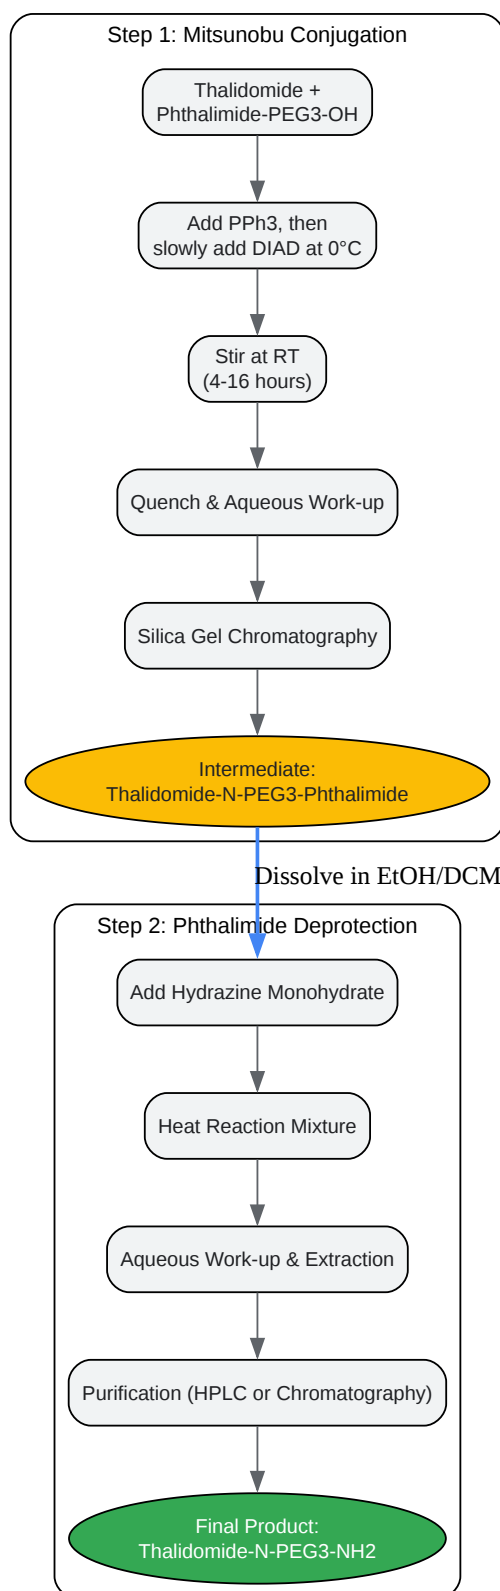 Step 1: Mitsunobu Conjugation
Thalidomide +
Phthalimide-PEG3-OH
Add PPh3, then
slowly add DIAD at 0°C
Stir at RT
(4-16 hours)
Quench & Aqueous Work-up
Silica Gel Chromatography
Intermediate:
Thalidomide-N-PEG3-Phthalimide
Dissolve in EtOH/DCM
Step 2: Phthalimide Deprotection
Add Hydrazine Monohydrate
Heat Reaction Mixture
Aqueous Work-up & Extraction
Purification (HPLC or Chromatography)
Final Product:
Thalidomide-N-PEG3-NH2